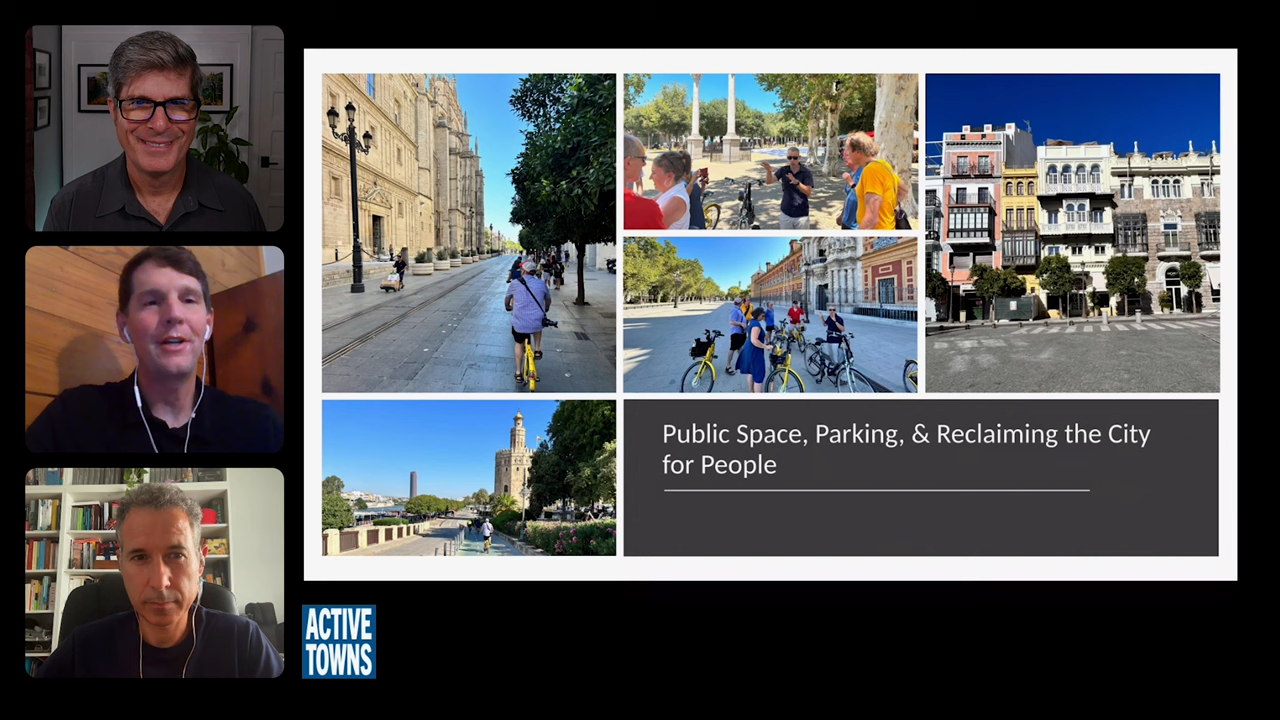 Public Space, Parking, & Reclaiming the City
for People
ACTIVE
TOWNS